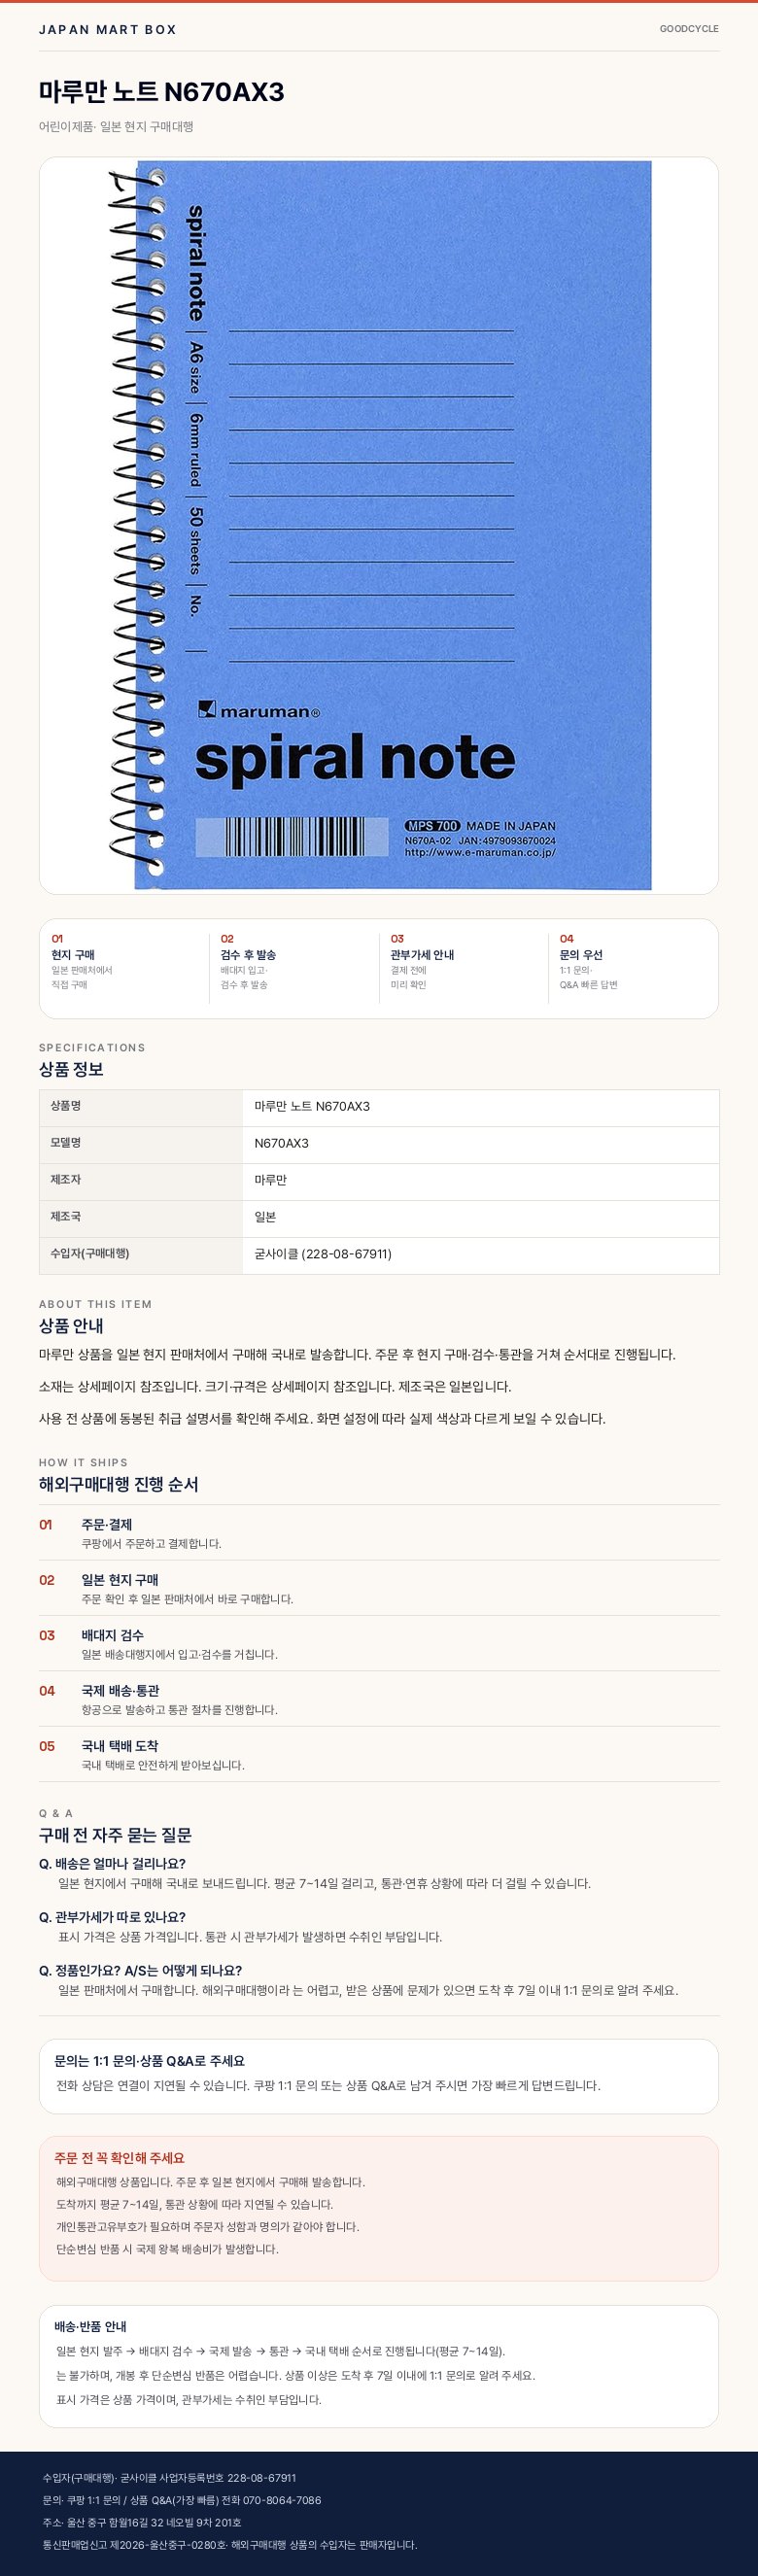 JAPAN MART BOX
GOODCYCLE
마루만 노트 N670AX3
어린이제품· 일본 현지 구매대행
spiral note
A6 size
6mm ruled
50 sheets
No.
maruman®
spiral note
MPS 700 MADE IN JAPAN
N670A-02 JAN:4979093670024
http://www.e-maruman.co.jp/
01
현지 구매
일본 판매처에서
직접 구매
02
검수 후 발송
배대지 입고·
검수 후 발송
03
관부가세 안내
결제 전에
미리 확인
04
문의 우선
1:1 문의·
Q&A 빠른 답변
SPECIFICATIONS
상품 정보
상품명 마루만 노트 N670AX3
모델명 N670AX3
제조자 마루만
제조국 일본
수입자(구매대행) 굳사이클 (228-08-67911)
ABOUT THIS ITEM
상품 안내
마루만 상품을 일본 현지 판매처에서 구매해 국내로 발송합니다. 주문 후 현지 구매·검수·통관을 거쳐 순서대로 진행됩니다.
소재는 상세페이지 참조입니다. 크기·규격은 상세페이지 참조입니다. 제조국은 일본입니다.
사용 전 상품에 동봉된 취급 설명서를 확인해 주세요. 화면 설정에 따라 실제 색상과 다르게 보일 수 있습니다.
HOW IT SHIPS
해외구매대행 진행 순서
01 주문·결제
쿠팡에서 주문하고 결제합니다.
02 일본 현지 구매
주문 확인 후 일본 판매처에서 바로 구매합니다.
03 배대지 검수
일본 배송대행지에서 입고·검수를 거칩니다.
04 국제 배송·통관
항공으로 발송하고 통관 절차를 진행합니다.
05 국내 택배 도착
국내 택배로 안전하게 받아보십니다.
Q & A
구매 전 자주 묻는 질문
Q. 배송은 얼마나 걸리나요?
일본 현지에서 구매해 국내로 보내드립니다. 평균 7~14일 걸리고, 통관·연휴 상황에 따라 더 걸릴 수 있습니다.
Q. 관부가세가 따로 있나요?
표시 가격은 상품 가격입니다. 통관 시 관부가세가 발생하면 수취인 부담입니다.
Q. 정품인가요? A/S는 어떻게 되나요?
일본 판매처에서 구매합니다. 해외구매대행이라 는 어렵고, 받은 상품에 문제가 있으면 도착 후 7일 이내 1:1 문의로 알려 주세요.
문의는 1:1 문의·상품 Q&A로 주세요
전화 상담은 연결이 지연될 수 있습니다. 쿠팡 1:1 문의 또는 상품 Q&A로 남겨 주시면 가장 빠르게 답변드립니다.
주문 전 꼭 확인해 주세요
해외구매대행 상품입니다. 주문 후 일본 현지에서 구매해 발송합니다.
도착까지 평균 7~14일, 통관 상황에 따라 지연될 수 있습니다.
개인통관고유부호가 필요하며 주문자 성함과 명의가 같아야 합니다.
단순변심 반품 시 국제 왕복 배송비가 발생합니다.
배송·반품 안내
일본 현지 발주 → 배대지 검수 → 국제 발송 → 통관 → 국내 택배 순서로 진행됩니다(평균 7~14일).
는 불가하며, 개봉 후 단순변심 반품은 어렵습니다. 상품 이상은 도착 후 7일 이내에 1:1 문의로 알려 주세요.
표시 가격은 상품 가격이며, 관부가세는 수취인 부담입니다.
수입자(구매대행)· 굳사이클 사업자등록번호 228-08-67911
문의· 쿠팡 1:1 문의 / 상품 Q&A(가장 빠름) 전화 070-8064-7086
주소· 울산 중구 함월16길 32 네오빌 9차 201호
통신판매업신고 제2026-울산중구-0280호· 해외구매대행 상품의 수입자는 판매자입니다.